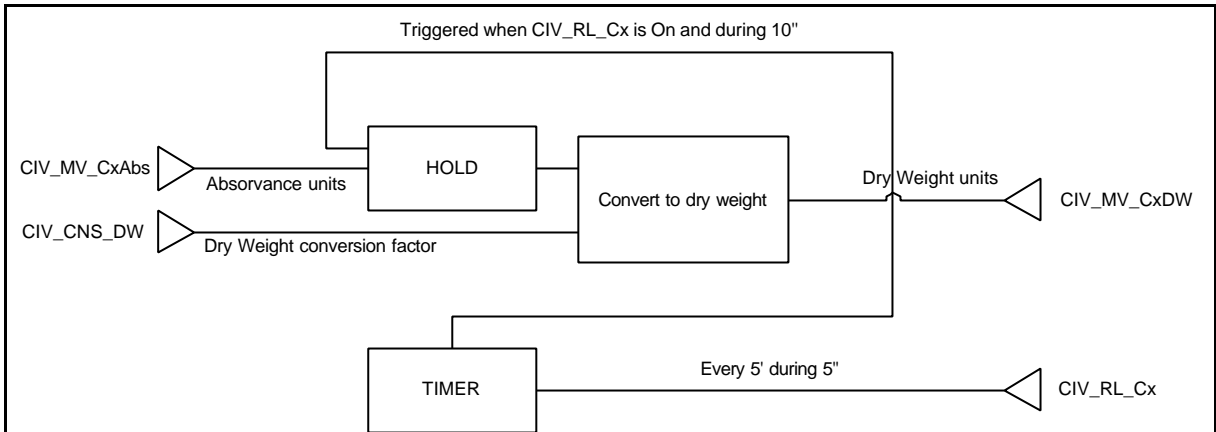 Triggered when CIV_RL_Cx is On and during 10"
CIV_MV_CxAbs
Absorvance units
HOLD
Convert to dry weight
Dry Weight units
CIV_MV_CxDW
CIV_CNS_DW
Dry Weight conversion factor
TIMER
Every 5' during 5"
CIV_RL_Cx